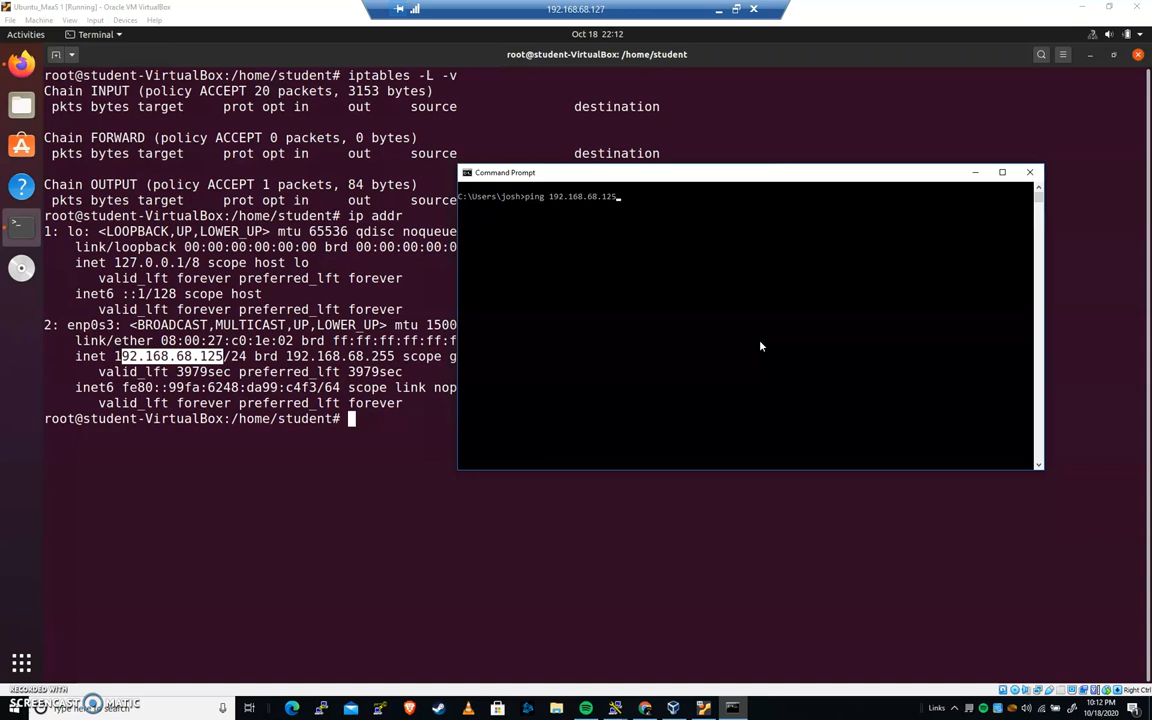 Ubuntu_MaaS 1 [Running] - Oracle VM VirtualBox
192.168.68.127
File Machine View Input Devices Help
Activities Terminal Oct 18 22:12
root@student-VirtualBox: /home/student
root@student-VirtualBox:/home/student# iptables -L -v
Chain INPUT (policy ACCEPT 20 packets, 3153 bytes)
pkts bytes target prot opt in out source destination
Chain FORWARD (policy ACCEPT 0 packets, 0 bytes)
pkts bytes target prot opt in out source destination
Chain OUTPUT (policy ACCEPT 1 packets, 84 bytes)
pkts bytes target prot opt in out source
root@student-VirtualBox:/home/student# ip addr
1: lo: <LOOPBACK,UP,LOWER_UP> mtu 65536 qdisc noqueue
link/loopback 00:00:00:00:00:00 brd 00:00:00:00:0
inet 127.0.0.1/8 scope host lo
valid_lft forever preferred_lft forever
inet6 ::1/128 scope host
valid_lft forever preferred_lft forever
2: enp0s3: <BROADCAST,MULTICAST,UP,LOWER_UP> mtu 1500
link/ether 08:00:27:c0:1e:02 brd ff:ff:ff:ff:ff:f
inet 192.168.68.125/24 brd 192.168.68.255 scope g
valid_lft 3979sec preferred_lft 3979sec
inet6 fe80::99fa:6248:da99:c4f3/64 scope link nop
valid_lft forever preferred_lft forever
root@student-VirtualBox:/home/student#
Command Prompt
C:\Users\josh>ping 192.168.68.125
Right Ctrl
RECORDED WITH
SCREENCAST MATIC
Type here to search
Links
10:12 PM
10/18/2020